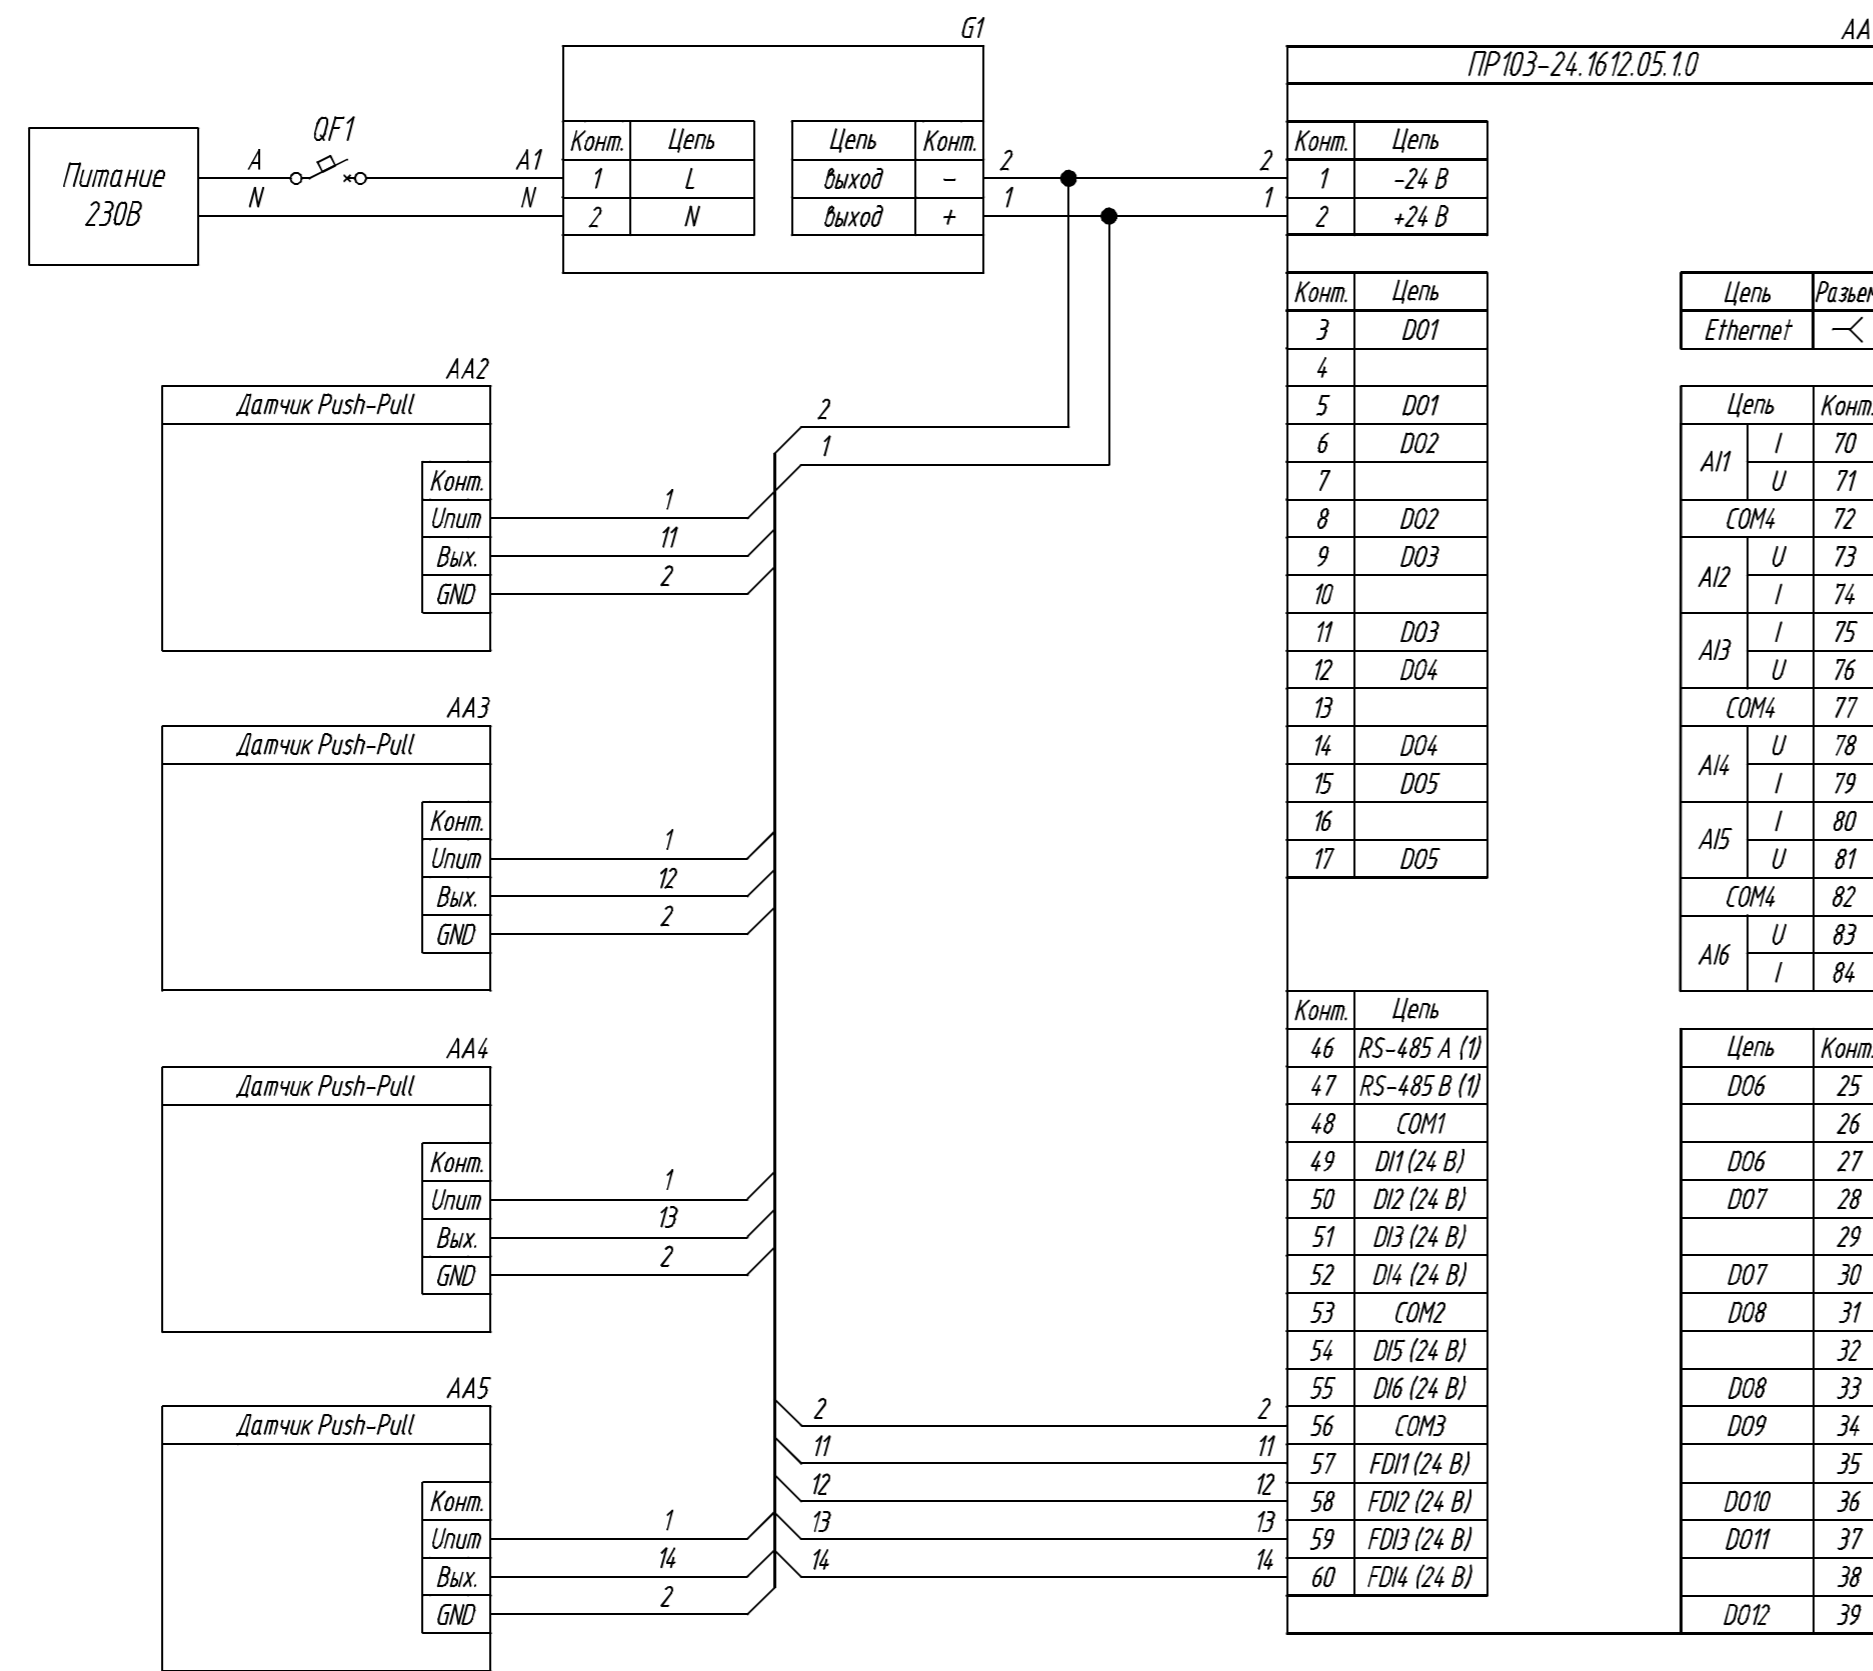 G1
AA
ПР103-24.1612.05.1.0
Питание
230В
A
QF1
A1
N
N
Конт. Цепь
1 L
2 N
Цепь Конт.
выход -
выход +
2
1
2
1
Конт. Цепь
1 -24 В
2 +24 В
Конт. Цепь
3 DO1
4
5 DO1
6 DO2
7
8 DO2
9 DO3
10
11 DO3
12 DO4
13
14 DO4
15 DO5
16
17 DO5
Цепь Разъем
Ethernet
Цепь Конт.
AI1 I 70
U 71
COM4 72
AI2 U 73
I 74
AI3 I 75
U 76
COM4 77
AI4 U 78
I 79
AI5 I 80
U 81
COM4 82
AI6 U 83
I 84
2
1
AA2
Датчик Push-Pull
Конт.
Uпит 1
Вых. 11
GND 2
AA3
Датчик Push-Pull
Конт.
Uпит 1
Вых. 12
GND 2
AA4
Датчик Push-Pull
Конт.
Uпит 1
Вых. 13
GND 2
AA5
Датчик Push-Pull
Конт.
Uпит 1
Вых. 14
GND 2
2 2
11 11
12 12
13 13
14 14
Конт. Цепь
46 RS-485 A (1)
47 RS-485 B (1)
48 COM1
49 DI1 (24 В)
50 DI2 (24 В)
51 DI3 (24 В)
52 DI4 (24 В)
53 COM2
54 DI5 (24 В)
55 DI6 (24 В)
56 COM3
57 FDI1 (24 В)
58 FDI2 (24 В)
59 FDI3 (24 В)
60 FDI4 (24 В)
Цепь Конт.
DO6 25
26
DO6 27
DO7 28
29
DO7 30
DO8 31
32
DO8 33
DO9 34
35
DO10 36
DO11 37
38
DO12 39